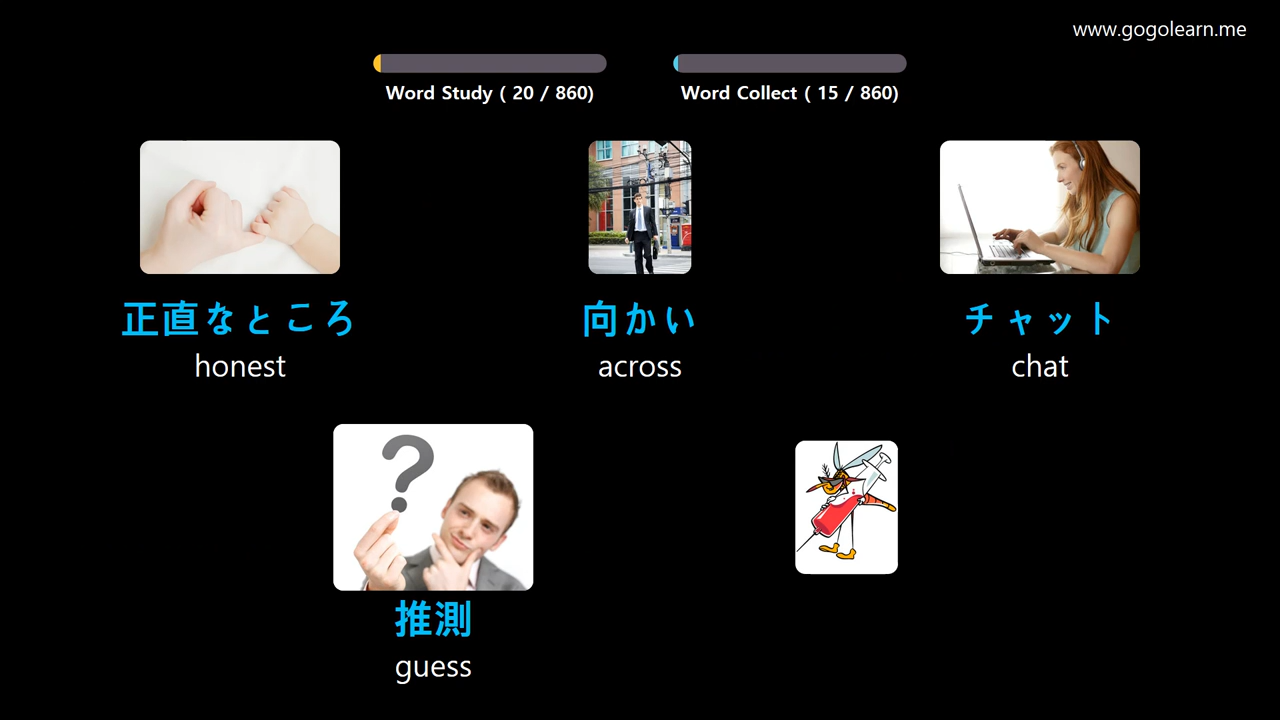 www.gogolearn.me
Word Study ( 20 / 860)
Word Collect ( 15 / 860)
正直なところ
honest
向かい
across
チャット
chat
?
推測
guess